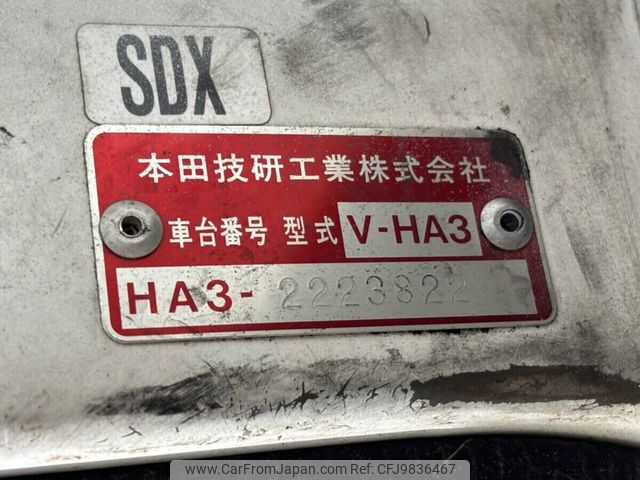 SDX
本田技研工業株式会社
車台番号 型式 V-HA3
HA3-2223822
www.CarFromJapan.com CFJ9836467